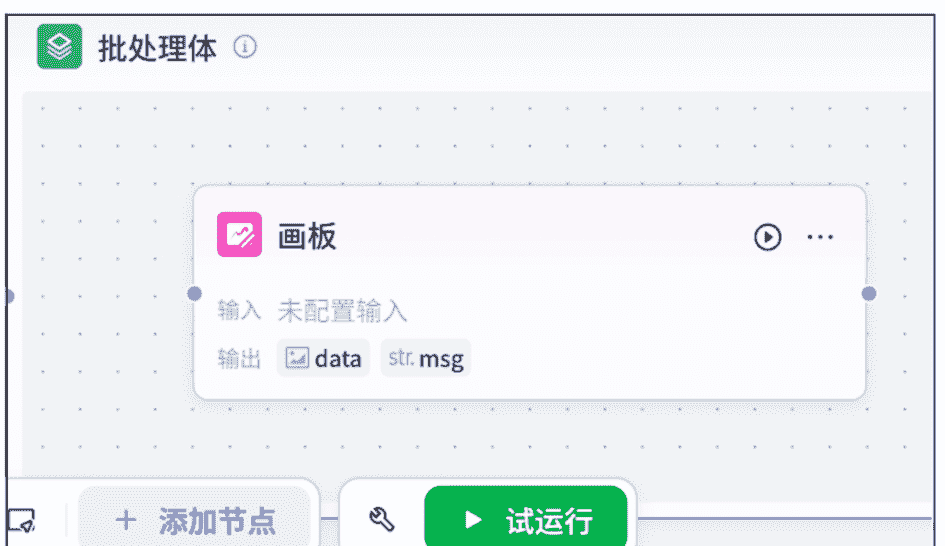 批处理体
画板
输入 未配置输入
输出 data str. msg
+ 添加节点 试运行